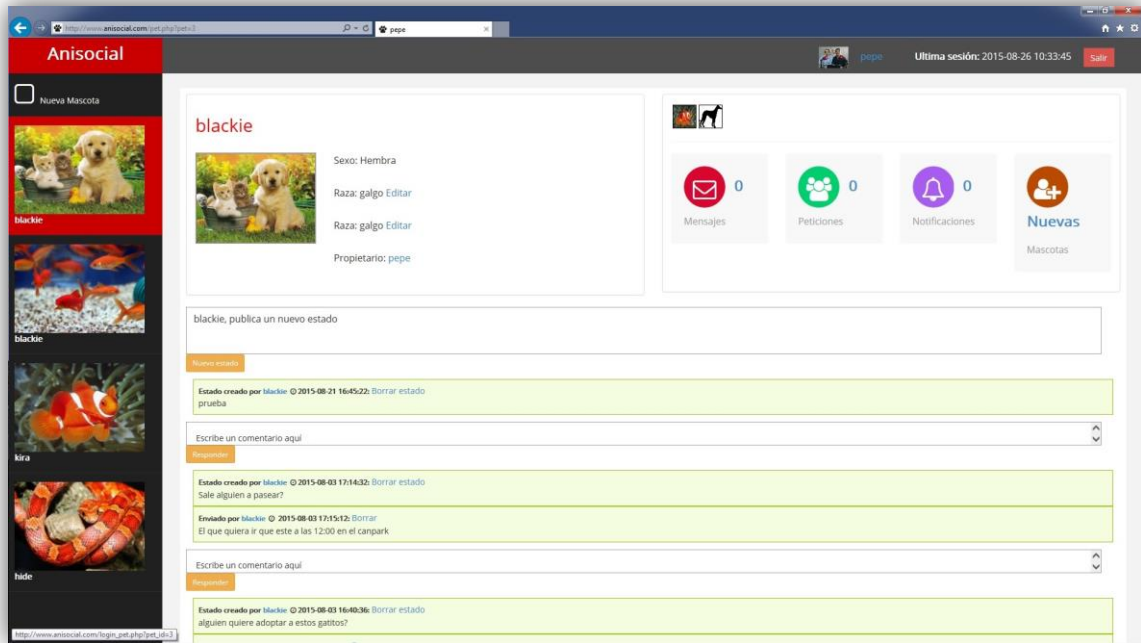 http://www.anisocial.com/pet.php?pet=3
pepe
Anisocial
pepe
Ultima sesión: 2015-08-26 10:33:45
Salir
Nueva Mascota
blackie
blackie
kira
hide
blackie
Sexo: Hembra
Raza: galgo Editar
Raza: galgo Editar
Propietario: pepe
0
Mensajes
0
Peticiones
0
Notificaciones
Nuevas
Mascotas
blackie, publica un nuevo estado
Nuevo estado
Estado creado por blackie 2015-08-21 16:45:22: Borrar estado
prueba
Escribe un comentario aquí
Responder
Estado creado por blackie 2015-08-03 17:14:32: Borrar estado
Sale alguien a pasear?
Enviado por blackie 2015-08-03 17:15:12: Borrar
El que quiera ir que este a las 12:00 en el canpark
Escribe un comentario aquí
Responder
Estado creado por blackie 2015-08-03 16:40:36: Borrar estado
alguien quiere adoptar a estos gatitos?
http://www.anisocial.com/login_pet.php?pet_id=3